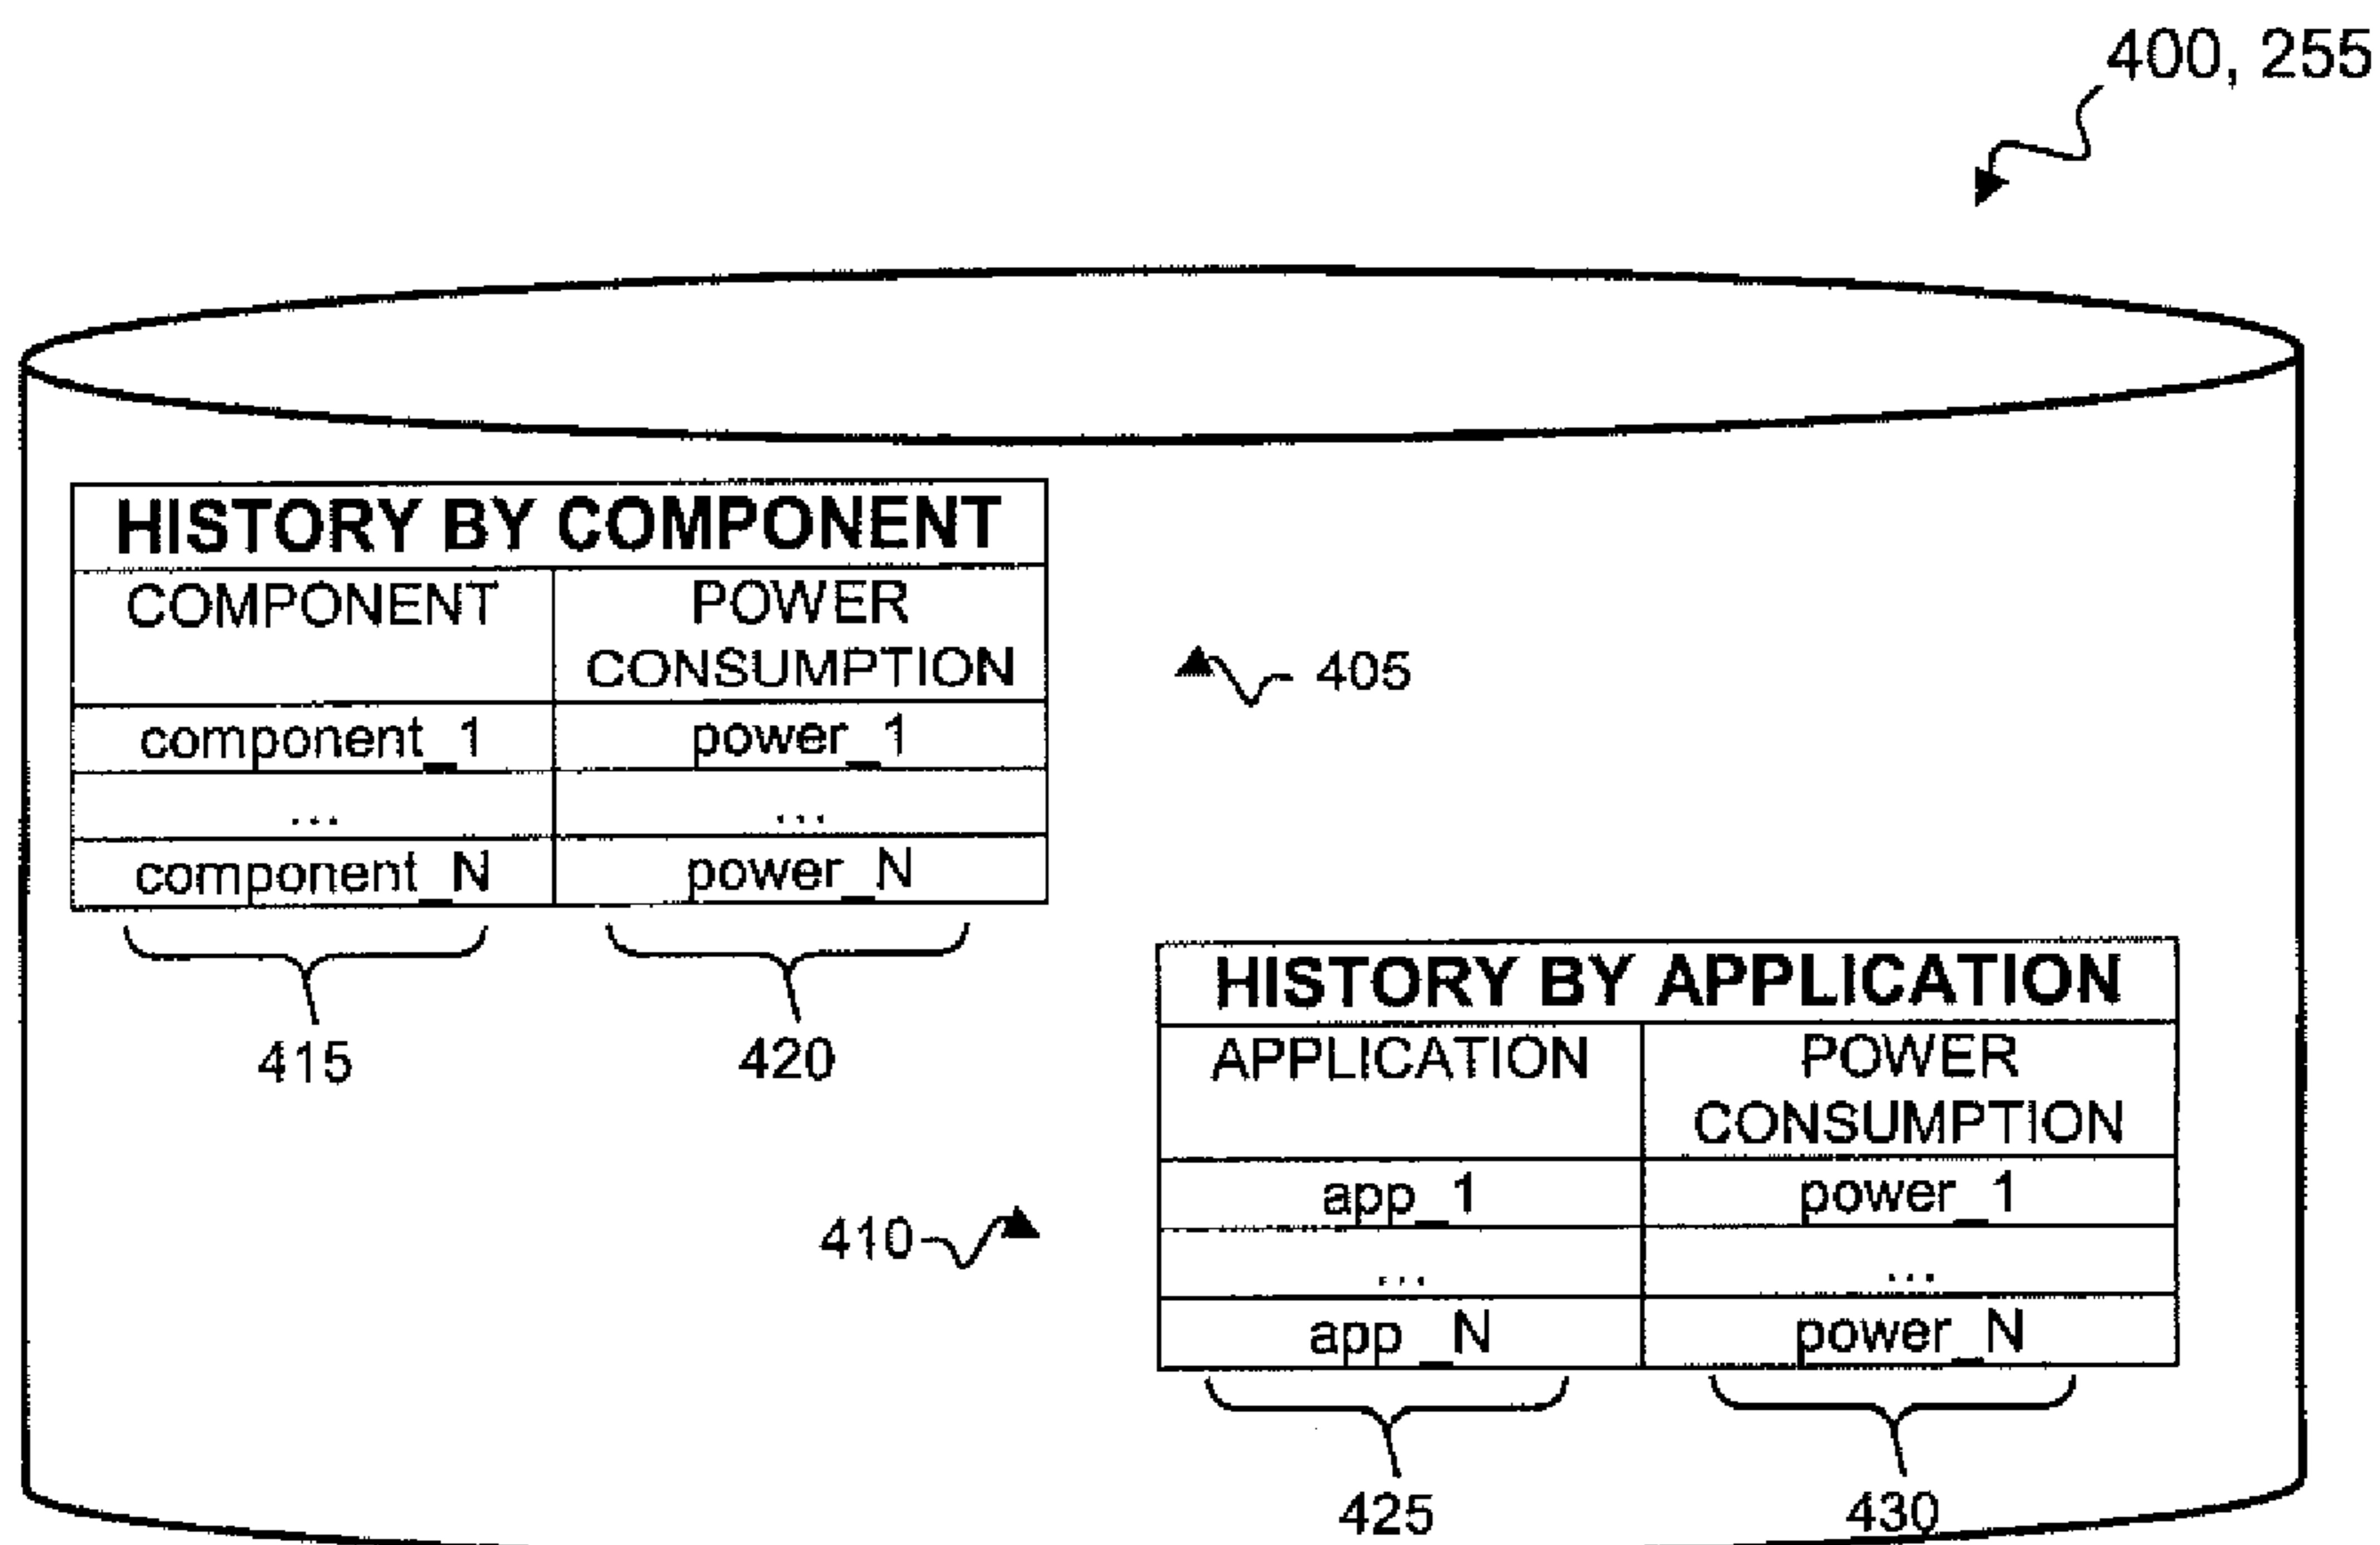 400, 255
HISTORY BY COMPONENT
COMPONENT POWER
CONSUMPTION
component_1 power_1
... ...
component_N power_N
405
415 420
HISTORY BY APPLICATION
APPLICATION POWER
CONSUMPTION
app_1 power_1
... ...
app_N power_N
410
425 430